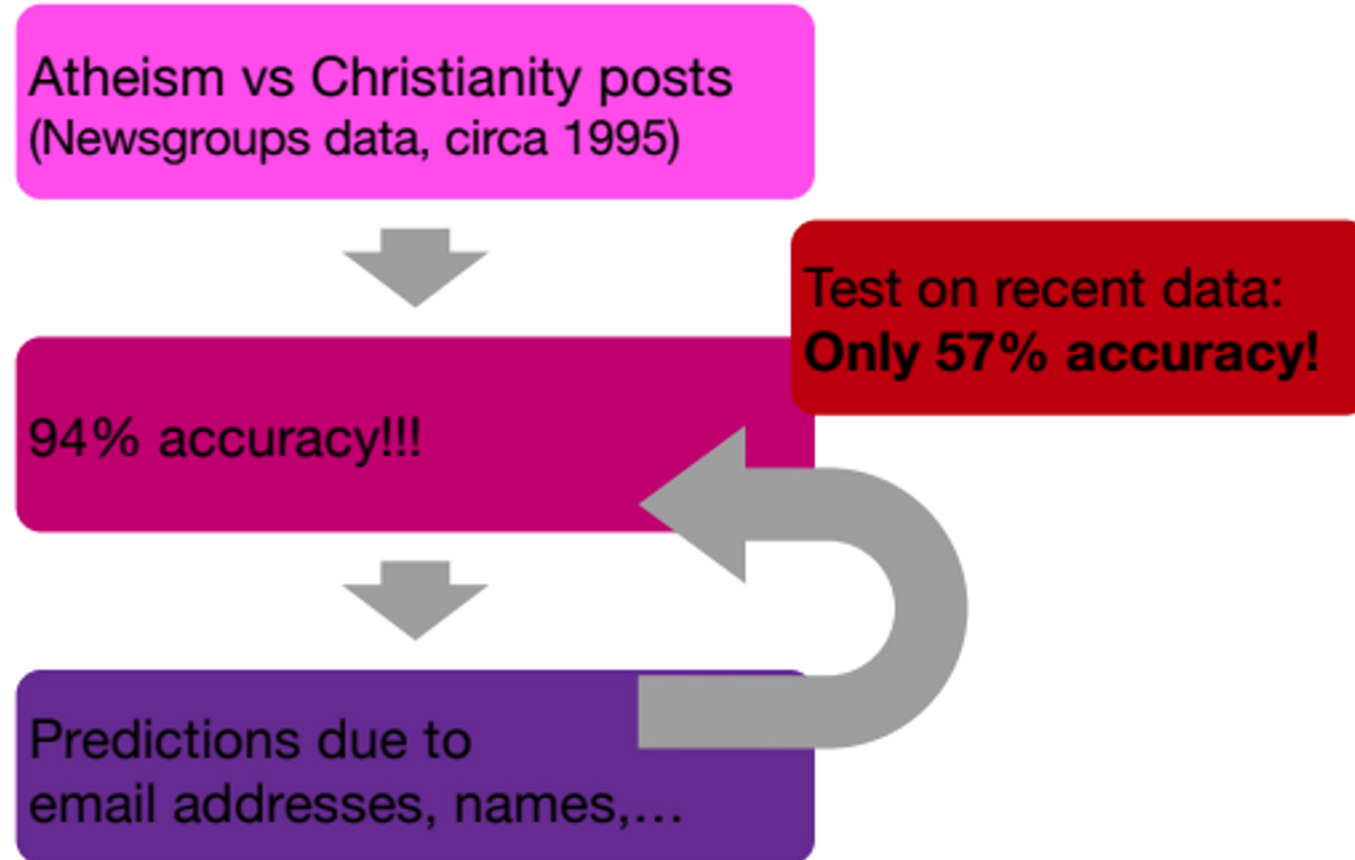 Atheism vs Christianity posts
(Newsgroups data, circa 1995)
Test on recent data:
Only 57% accuracy!
94% accuracy!!!
Predictions due to
email addresses, names,...